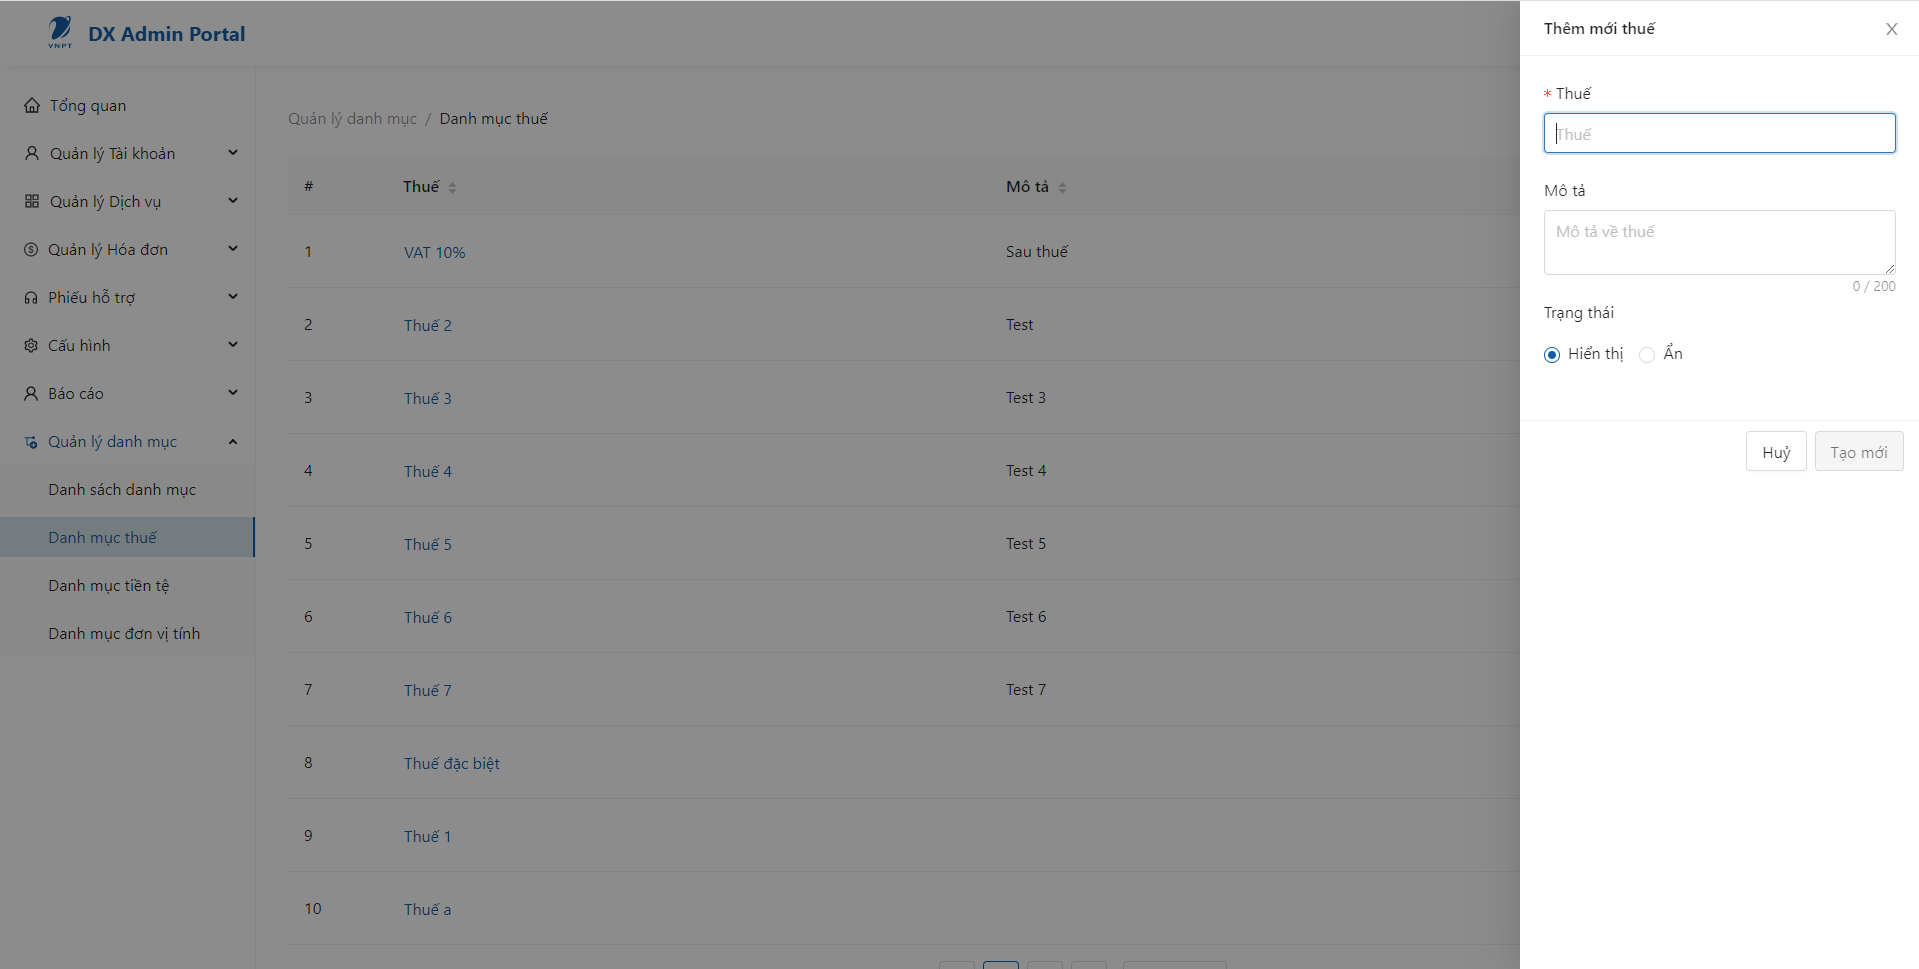 VNPT
DX Admin Portal
Tổng quan
Quản lý Tài khoản
Quản lý Dịch vụ
Quản lý Hóa đơn
Phiếu hỗ trợ
Cấu hình
Báo cáo
Quản lý danh mục
Danh sách danh mục
Danh mục thuế
Danh mục tiền tệ
Danh mục đơn vị tính
Quản lý danh mục / Danh mục thuế
# Thuế Mô tả
1 VAT 10% Sau thuế
2 Thuế 2 Test
3 Thuế 3 Test 3
4 Thuế 4 Test 4
5 Thuế 5 Test 5
6 Thuế 6 Test 6
7 Thuế 7 Test 7
8 Thuế đặc biệt
9 Thuế 1
10 Thuế a
Thêm mới thuế
* Thuế
Thuế
Mô tả
Mô tả về thuế
0 / 200
Trạng thái
Hiển thị Ẩn
Huỷ Tạo mới